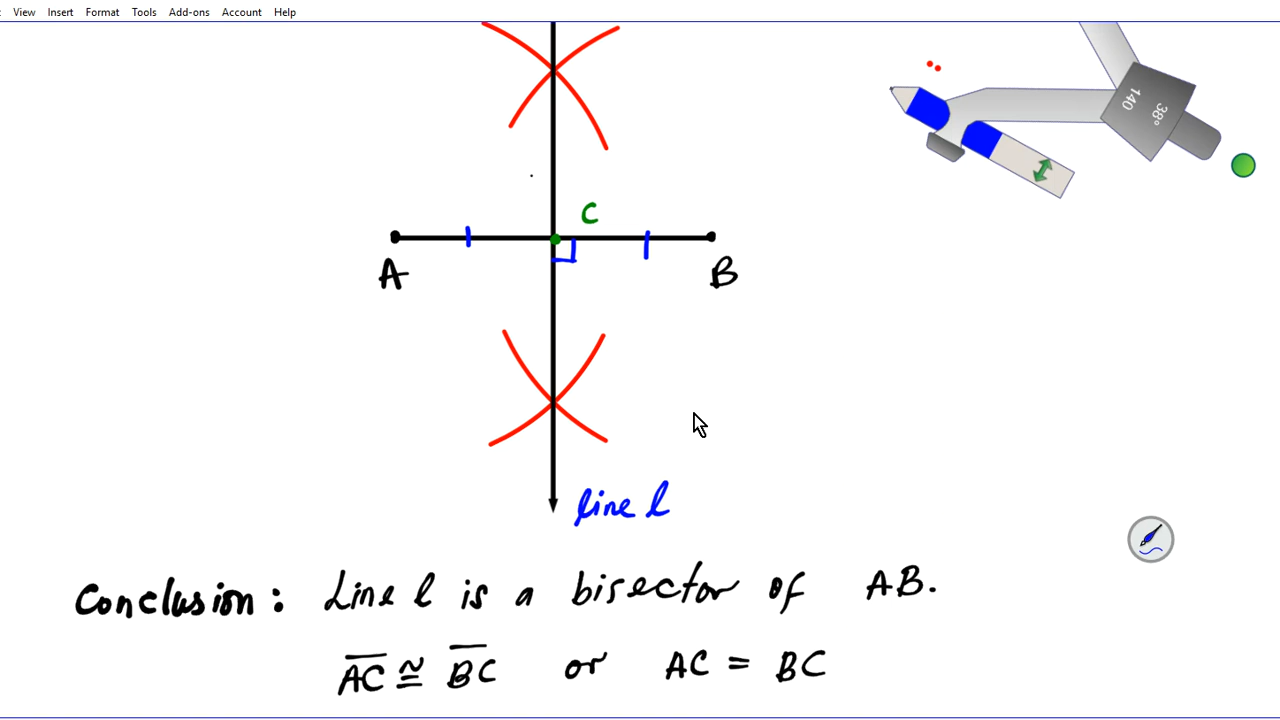 View Insert Format Tools Add-ons Account Help
140
38°
C
A
B
line l
Conclusion: Line l is a bisector of AB.
AC ≅ BC or AC = BC